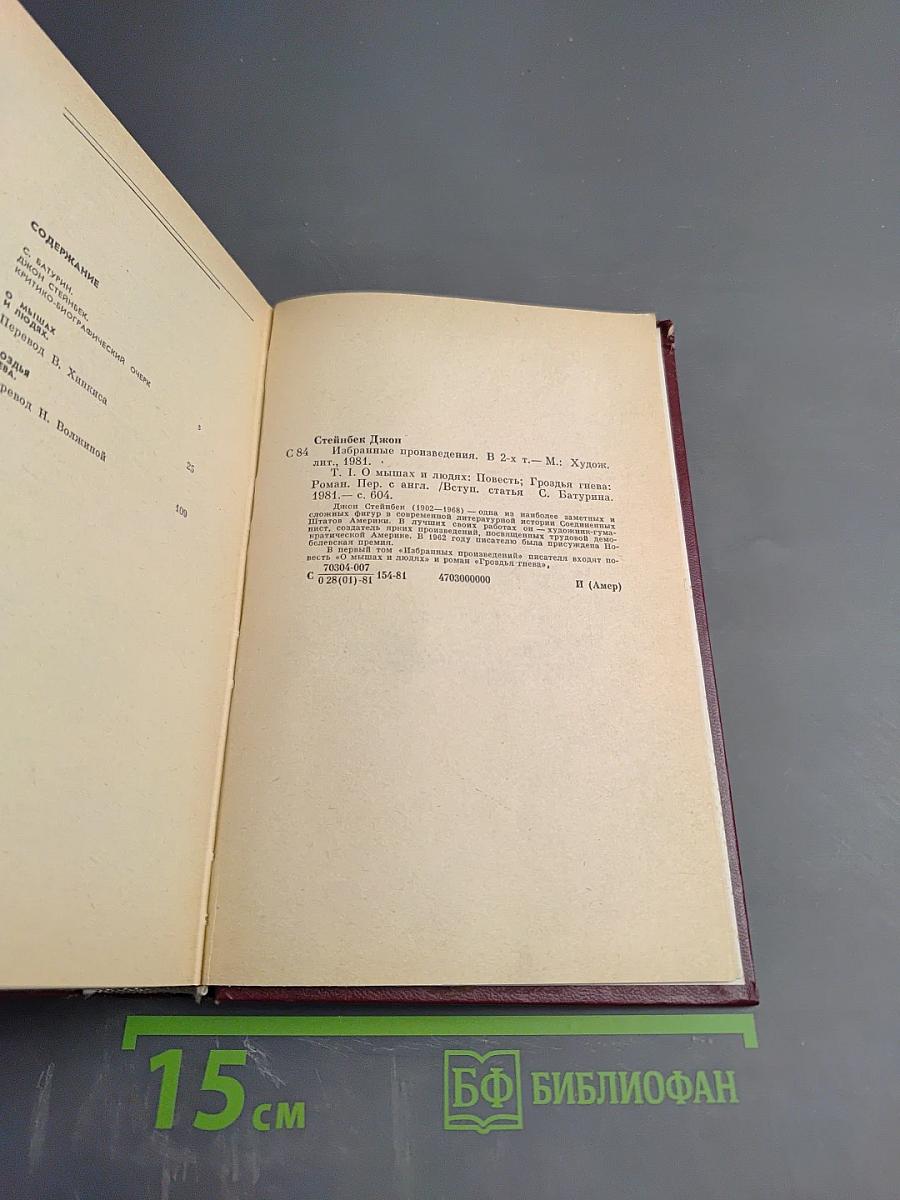 СОДЕРЖАНИЕ
С. БАТУРИН.
ДЖОН СТЕЙНБЕК.
КРИТИКО-БИОГРАФИЧЕСКИЙ ОЧЕРК
3
О МЫШАХ
И ЛЮДЯХ.
Перевод В. Хинкиса
25
ОЗДЬЯ
ЕВА.
ревод Н. Волжиной
109
Стейнбек Джон
С 84 Избранные произведения. В 2-х т.— М.: Худож.
лит., 1981.
Т. I. О мышах и людях: Повесть; Гроздья гнева:
Роман. Пер. с англ. /Вступ. статья С. Батурина.
1981.— с. 604.
Джон Стейнбек (1902—1968) — одна из наиболее заметных и
сложных фигур в современной литературной истории Соединенных
Штатов Америки. В лучших своих работах он — художник-гума-
нист, создатель ярких произведений, посвященных трудовой демо-
кратической Америке. В 1962 году писателю была присуждена Но-
белевская премия.
В первый том «Избранных произведений» писателя входят по-
весть «О мышах и людях» и роман «Гроздья гнева».
70304-007
С 028(01)-81 154-81 4703000000
И (Амер)
15 см
БФ БИБЛИОФАН